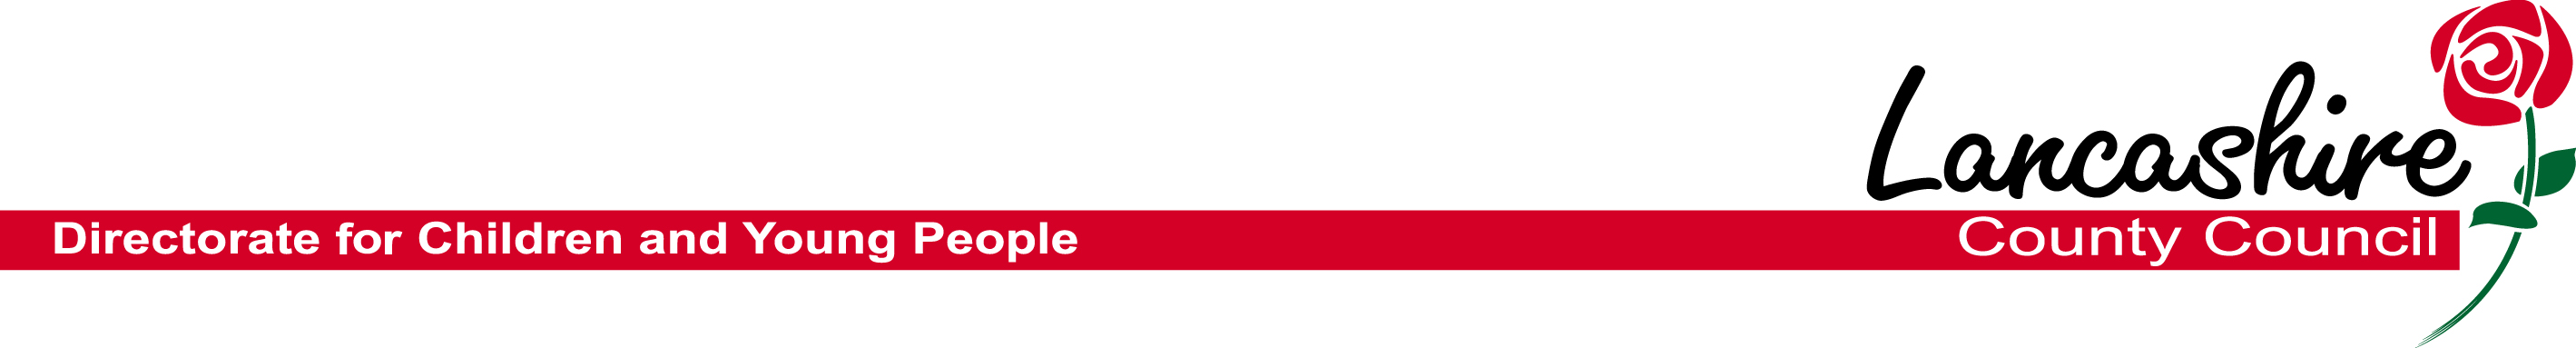 Lancashire
Directorate for Children and Young People
County Council